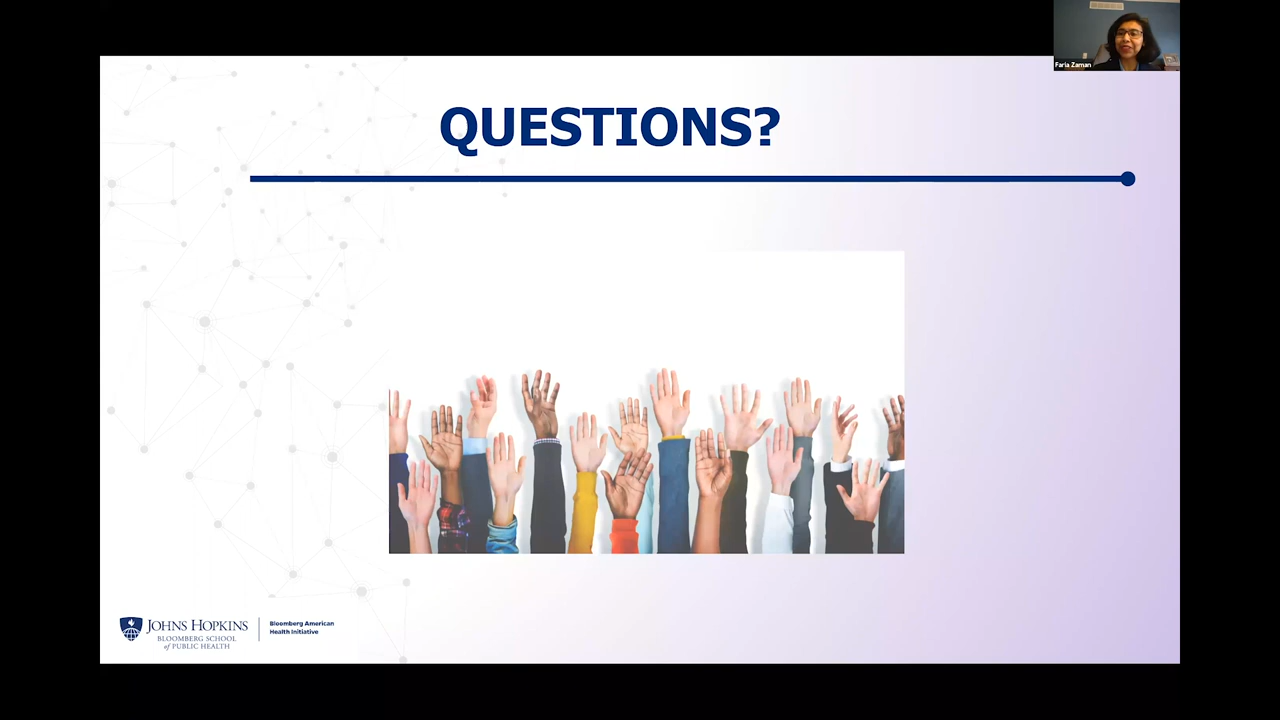 Faria Zaman
QUESTIONS?
JOHNS HOPKINS
BLOOMBERG SCHOOL
of PUBLIC HEALTH
Bloomberg American
Health Initiative